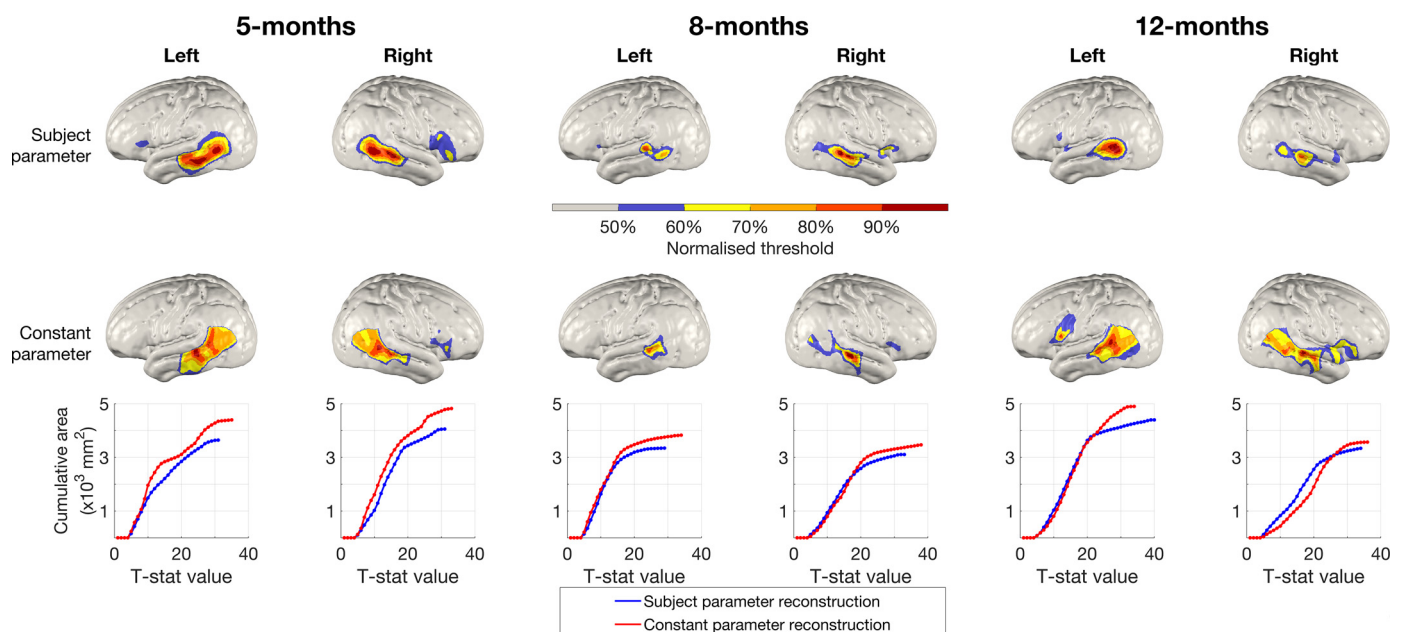 5-months 8-months 12-months
Left Right Left Right Left Right
Subject
parameter
50% 60% 70% 80% 90%
Normalised threshold
Constant
parameter
Cumulative area
(x10³ mm²)
5 5 5 5 5 5
3 3 3 3 3 3
1 1 1 1 1 1
0 20 40 0 20 40 0 20 40 0 20 40 0 20 40 0 20 40
T-stat value T-stat value T-stat value T-stat value T-stat value T-stat value
Subject parameter reconstruction
Constant parameter reconstruction